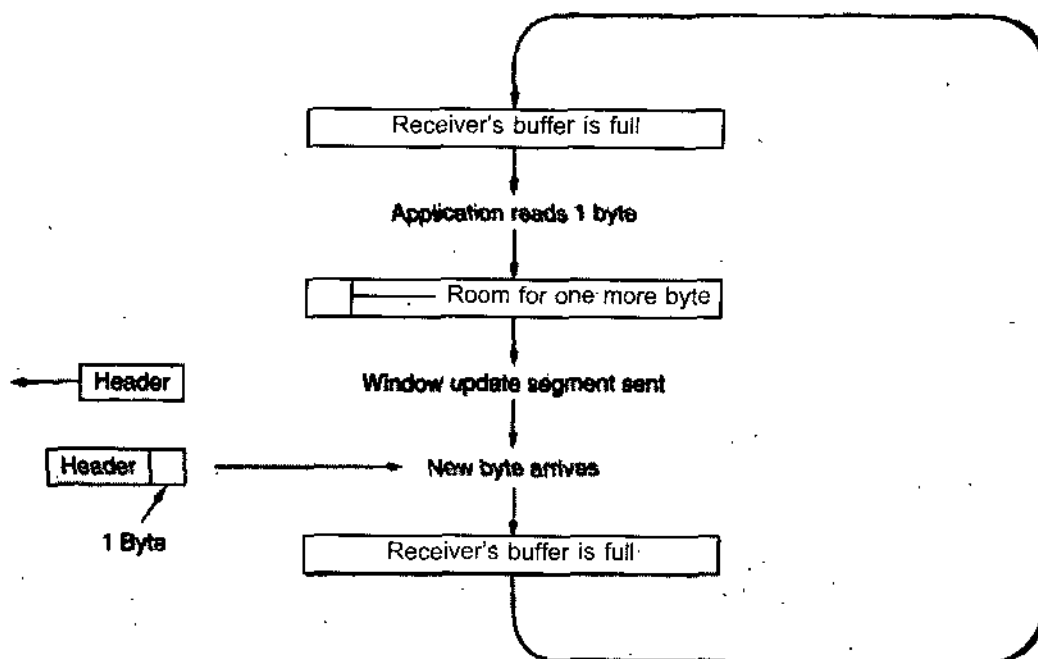 Receiver's buffer is full
Application reads 1 byte
Room for one more byte
Header
Window update segment sent
Header
New byte arrives
1 Byte
Receiver's buffer is full